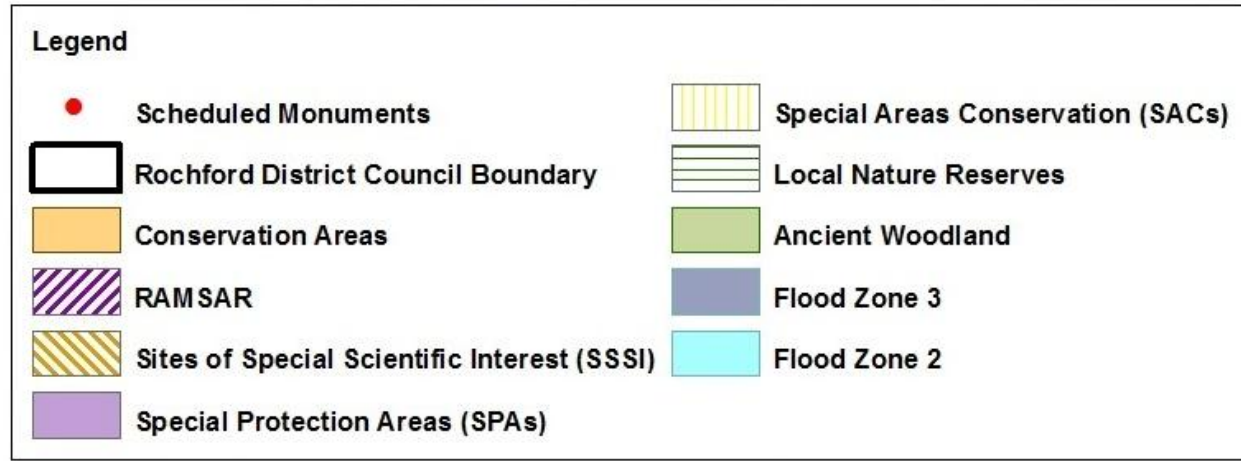 Legend
Scheduled Monuments
Rochford District Council Boundary
Conservation Areas
RAMSAR
Sites of Special Scientific Interest (SSSI)
Special Protection Areas (SPAs)
Special Areas Conservation (SACs)
Local Nature Reserves
Ancient Woodland
Flood Zone 3
Flood Zone 2